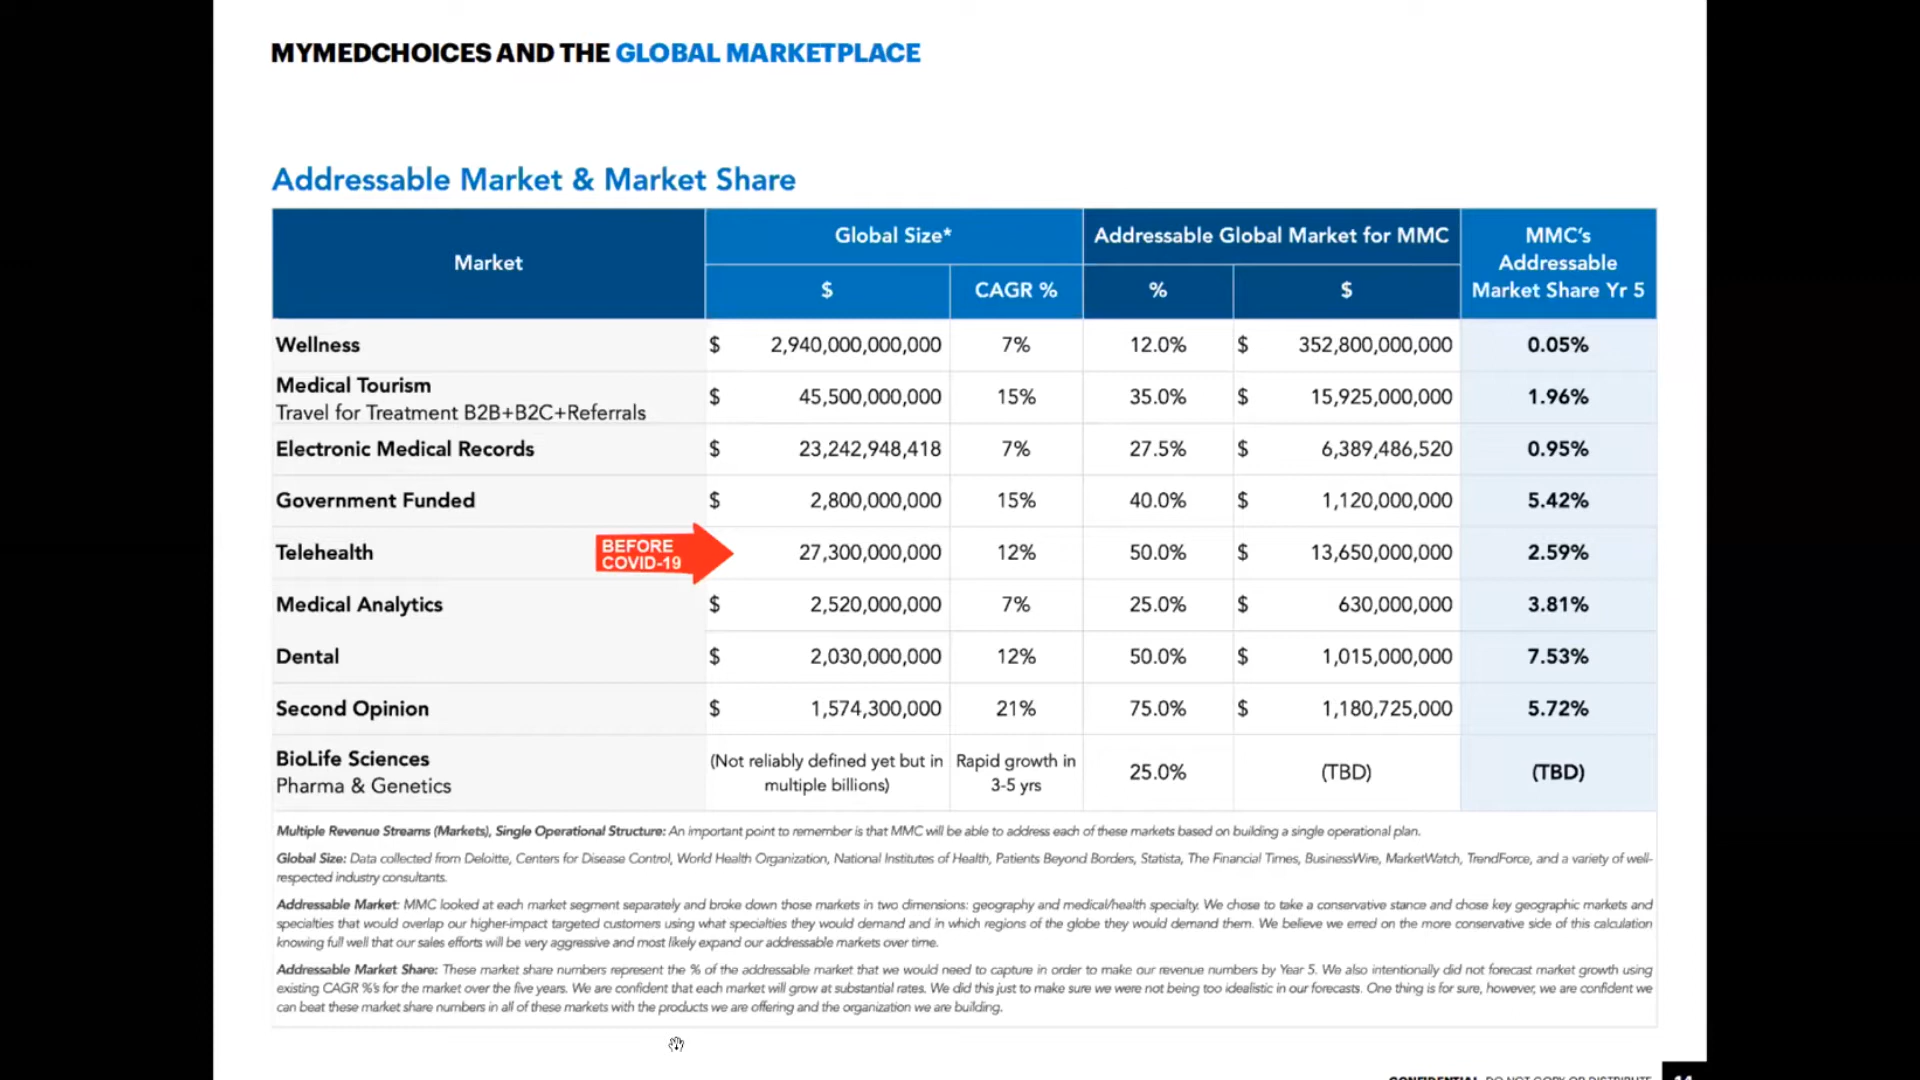 MYMEDCHOICES AND THE GLOBAL MARKETPLACE
Addressable Market & Market Share
Market
Global Size*
Addressable Global Market for MMC
MMC's
Addressable
Market Share Yr 5
$ CAGR % % $
Wellness $ 2,940,000,000,000 7% 12.0% $ 352,800,000,000 0.05%
Medical Tourism
Travel for Treatment B2B+B2C+Referrals
$ 45,500,000,000 15% 35.0% $ 15,925,000,000 1.96%
Electronic Medical Records $ 23,242,948,418 7% 27.5% $ 6,389,486,520 0.95%
Government Funded $ 2,800,000,000 15% 40.0% $ 1,120,000,000 5.42%
Telehealth
BEFORE
COVID-19
27,300,000,000 12% 50.0% $ 13,650,000,000 2.59%
Medical Analytics $ 2,520,000,000 7% 25.0% $ 630,000,000 3.81%
Dental $ 2,030,000,000 12% 50.0% $ 1,015,000,000 7.53%
Second Opinion $ 1,574,300,000 21% 75.0% $ 1,180,725,000 5.72%
BioLife Sciences
Pharma & Genetics
(Not reliably defined yet but in
multiple billions)
Rapid growth in
3-5 yrs
25.0% (TBD) (TBD)
Multiple Revenue Streams (Markets), Single Operational Structure: An important point to remember is that MMC will be able to address each of these markets based on building a single operational plan.
Global Size: Data collected from Deloitte, Centers for Disease Control, World Health Organization, National Institutes of Health, Patients Beyond Borders, Statista, The Financial Times, BusinessWire, MarketWatch, TrendForce, and a variety of well-
respected industry consultants.
Addressable Market: MMC looked at each market segment separately and broke down those markets in two dimensions: geography and medical/health specialty. We chose to take a conservative stance and chose key geographic markets and
specialties that would overlap our higher-impact targeted customers using what specialties they would demand and in which regions of the globe they would demand them. We believe we erred on the more conservative side of this calculation
knowing full well that our sales efforts will be very aggressive and most likely expand our addressable markets over time.
Addressable Market Share: These market share numbers represent the % of the addressable market that we would need to capture in order to make our revenue numbers by Year 5. We also intentionally did not forecast market growth using
existing CAGR %'s for the market over the five years. We are confident that each market will grow at substantial rates. We did this just to make sure we were not being too idealistic in our forecasts. One thing is for sure, however, we are confident we
can beat these market share numbers in all of these markets with the products we are offering and the organization we are building.
CONFIDENTIAL DO NOT COPY OR DISTRIBUTE